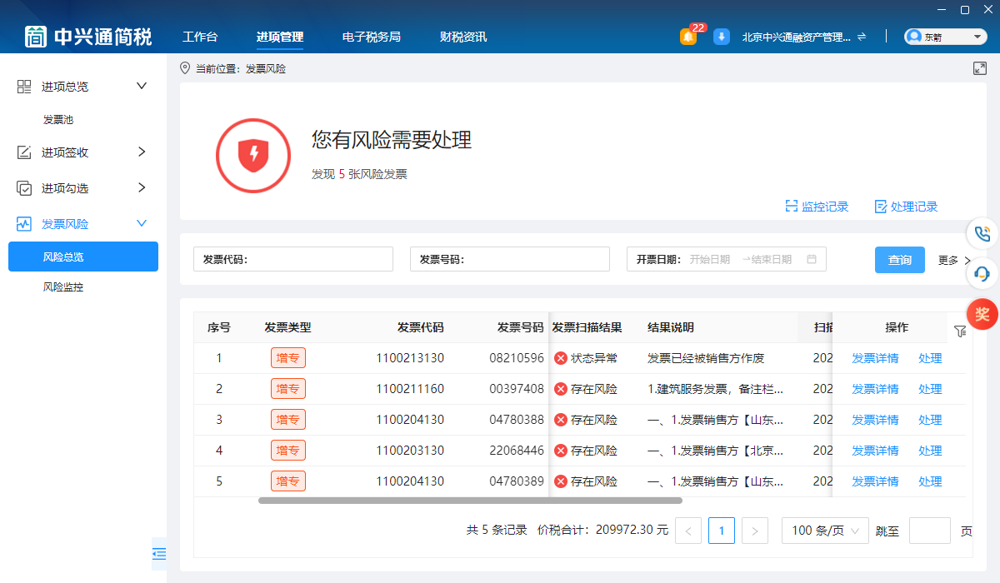 中兴通简税 工作台 进项管理 电子税务局 财税资讯 22 北京中兴通融资产管理... 东箭
当前位置：发票风险
进项总览
发票池
进项签收
进项勾选
发票风险
风险总览
风险监控
您有风险需要处理
发现 5 张风险发票
监控记录 处理记录
发票代码： 发票号码： 开票日期： 开始日期 →结束日期 查询 更多
奖
序号 发票类型 发票代码 发票号码 发票扫描结果 结果说明 扫描 操作
1 增专 1100213130 08210596 状态异常 发票已经被销售方作废 202 发票详情 处理
2 增专 1100211160 00397408 存在风险 1.建筑服务发票，备注栏... 202 发票详情 处理
3 增专 1100204130 04780388 存在风险 一、1.发票销售方【山东... 202 发票详情 处理
4 增专 1100203130 22068446 存在风险 一、1.发票销售方【北京... 202 发票详情 处理
5 增专 1100204130 04780389 存在风险 一、1.发票销售方【山东... 202 发票详情 处理
共 5 条记录 价税合计：209972.30 元 < 1 > 100 条/页 跳至 页